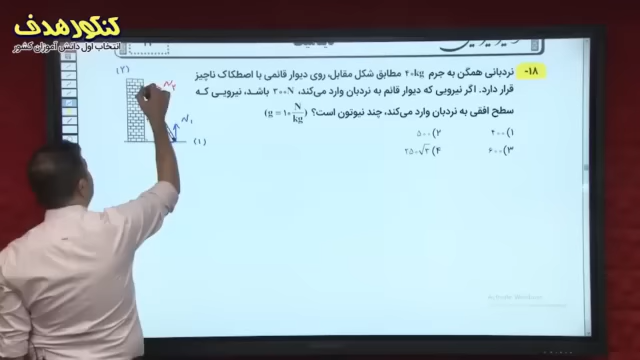 کنکورهدف
انتخاب اول دانش آموزان کشور
۱۸- نردبانی همگن به جرم ۴۰kg مطابق شکل مقابل، روی دیوار قائمی با اصطکاک ناچیز
قرار دارد. اگر نیرویی که دیوار قائم به نردبان وارد می‌کند، ۳۰۰N باشد، نیرویی که
سطح افقی به نردبان وارد می‌کند، چند نیوتون است؟ (g = ۱۰ N/kg)
۱) ۴۰۰
۲) ۵۰۰
۳) ۶۰۰
۴) ۲۵۰√۲
(۲)
N₂
N₁
(۱)